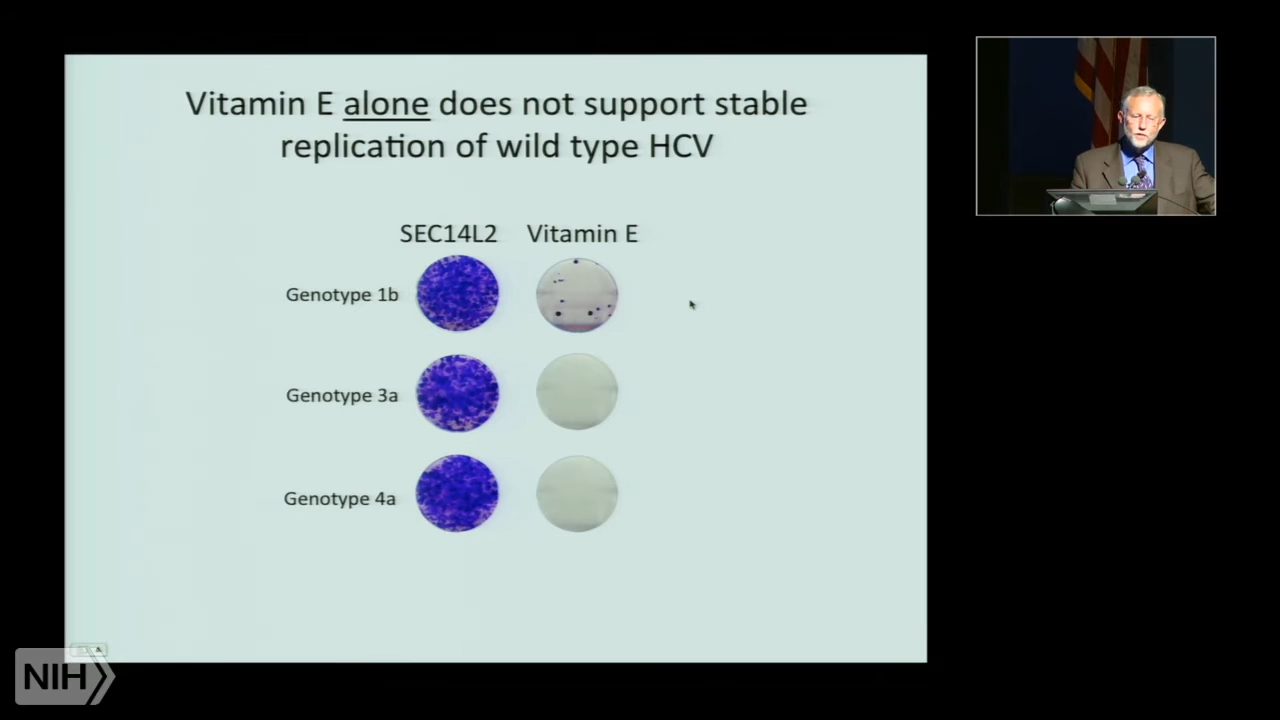 Vitamin E alone does not support stable
replication of wild type HCV
SEC14L2 Vitamin E
Genotype 1b
Genotype 3a
Genotype 4a
NIH